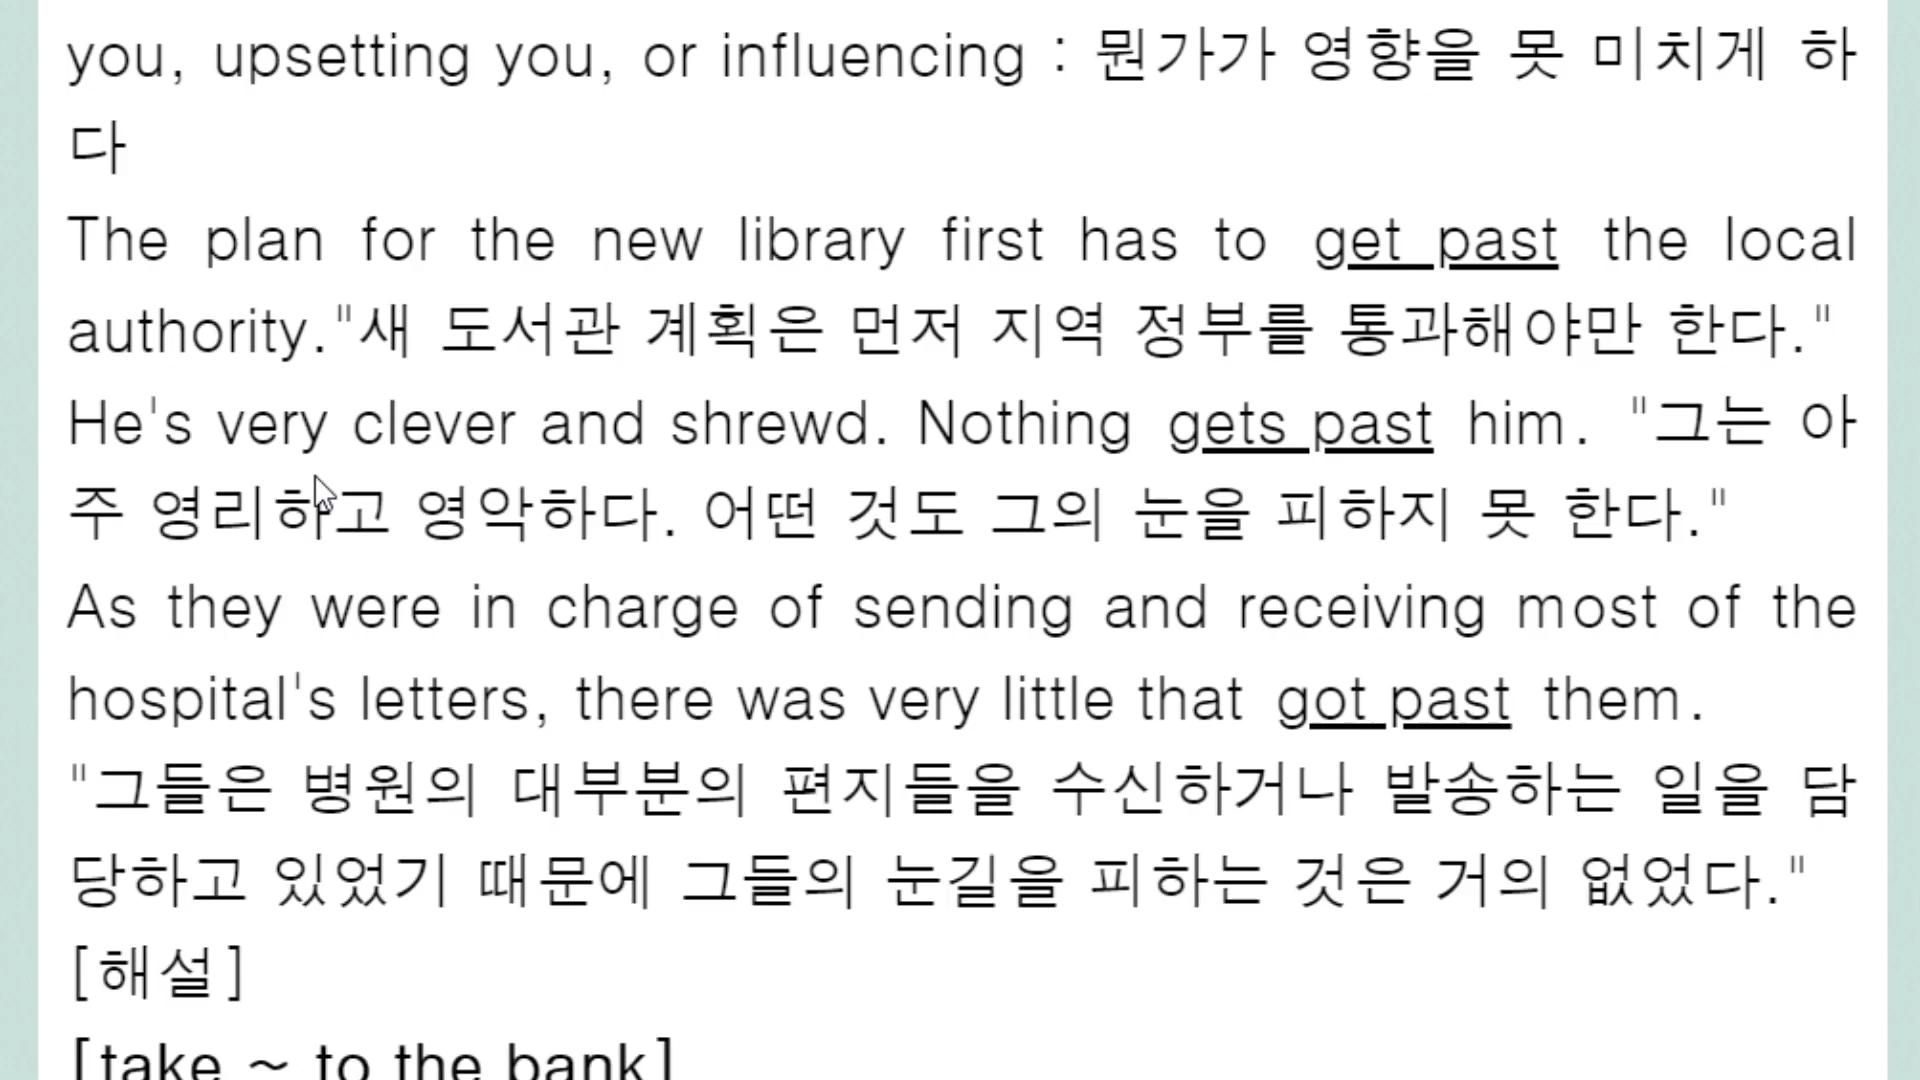 you, upsetting you, or influencing : 뭔가가 영향을 못 미치게 하
다
The plan for the new library first has to get past the local
authority."새 도서관 계획은 먼저 지역 정부를 통과해야만 한다."
He's very clever and shrewd. Nothing gets past him. "그는 아
주 영리하고 영악하다. 어떤 것도 그의 눈을 피하지 못 한다."
As they were in charge of sending and receiving most of the
hospital's letters, there was very little that got past them.
"그들은 병원의 대부분의 편지들을 수신하거나 발송하는 일을 담
당하고 있었기 때문에 그들의 눈길을 피하는 것은 거의 없었다."
[해설]
[take ~ to the bank]